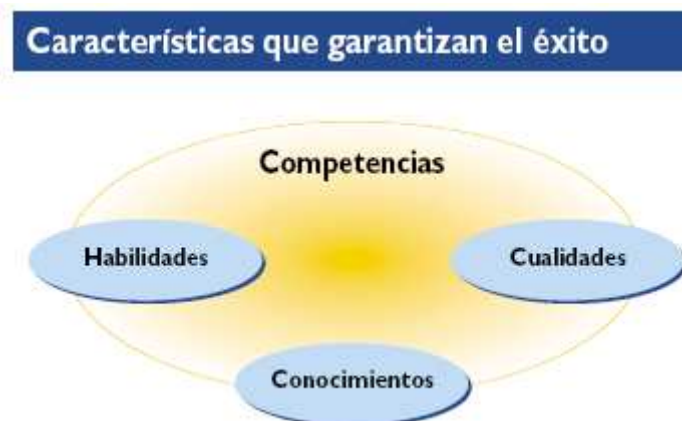 Características que garantizan el éxito
Competencias
Habilidades
Cualidades
Conocimientos